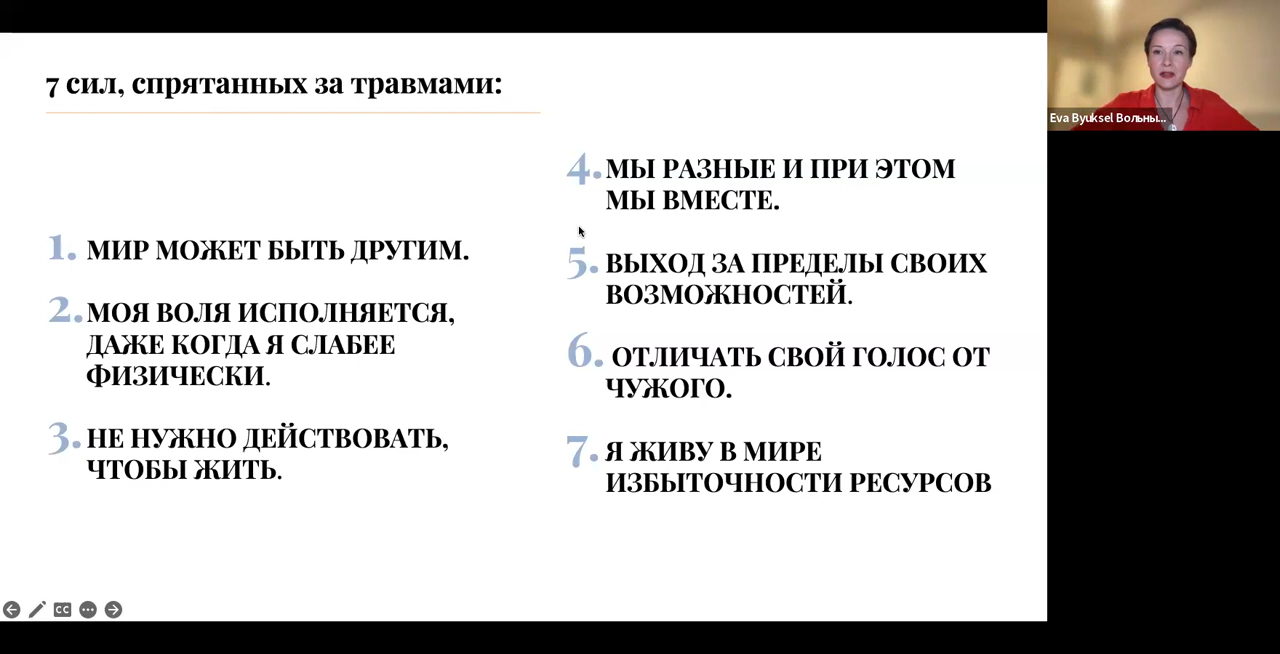 7 сил, спрятанных за травмами:
1. МИР МОЖЕТ БЫТЬ ДРУГИМ.
2. МОЯ ВОЛЯ ИСПОЛНЯЕТСЯ,
ДАЖЕ КОГДА Я СЛАБЕЕ
ФИЗИЧЕСКИ.
3. НЕ НУЖНО ДЕЙСТВОВАТЬ,
ЧТОБЫ ЖИТЬ.
4. МЫ РАЗНЫЕ И ПРИ ЭТОМ
МЫ ВМЕСТЕ.
5. ВЫХОД ЗА ПРЕДЕЛЫ СВОИХ
ВОЗМОЖНОСТЕЙ.
6. ОТЛИЧАТЬ СВОЙ ГОЛОС ОТ
ЧУЖОГО.
7. Я ЖИВУ В МИРЕ
ИЗБЫТОЧНОСТИ РЕСУРСОВ
Eva Byuksel Вольны...
CC